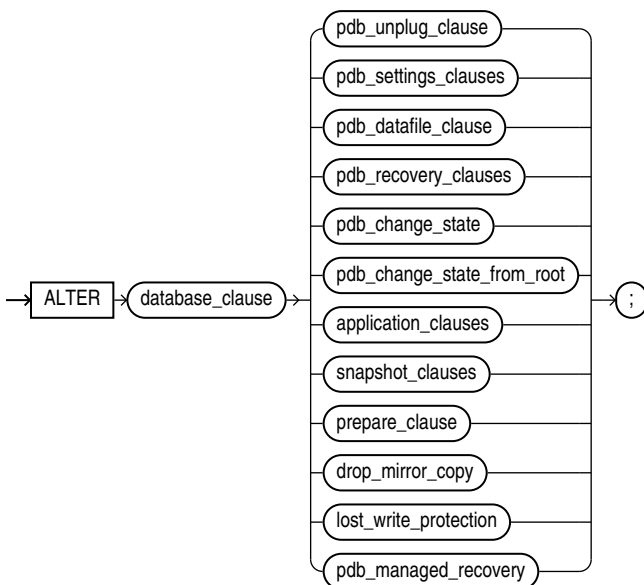 pdb_unplug_clause
pdb_settings_clauses
pdb_datafile_clause
pdb_recovery_clauses
pdb_change_state
pdb_change_state_from_root
ALTER database_clause ;
application_clauses
snapshot_clauses
prepare_clause
drop_mirror_copy
lost_write_protection
pdb_managed_recovery